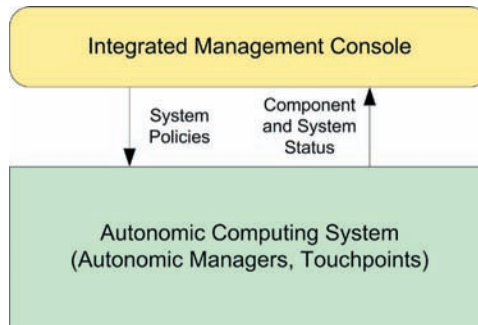 Integrated Management Console
System
Policies
Component
and System
Status
Autonomic Computing System
(Autonomic Managers, Touchpoints)